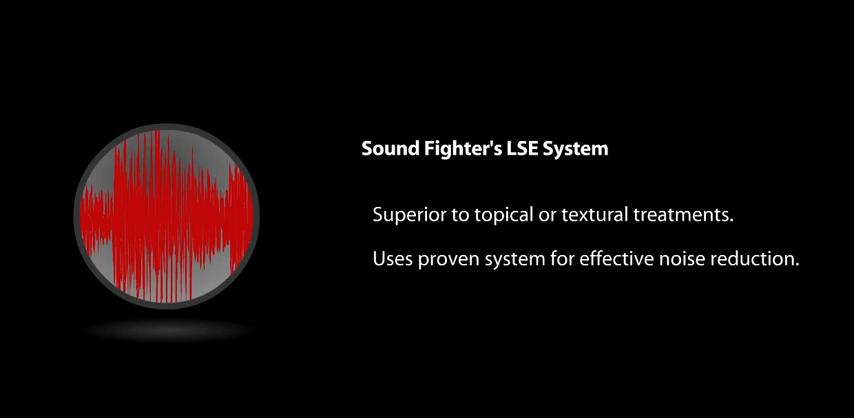 Sound Fighter's LSE System
Superior to topical or textural treatments.
Uses proven system for effective noise reduction.